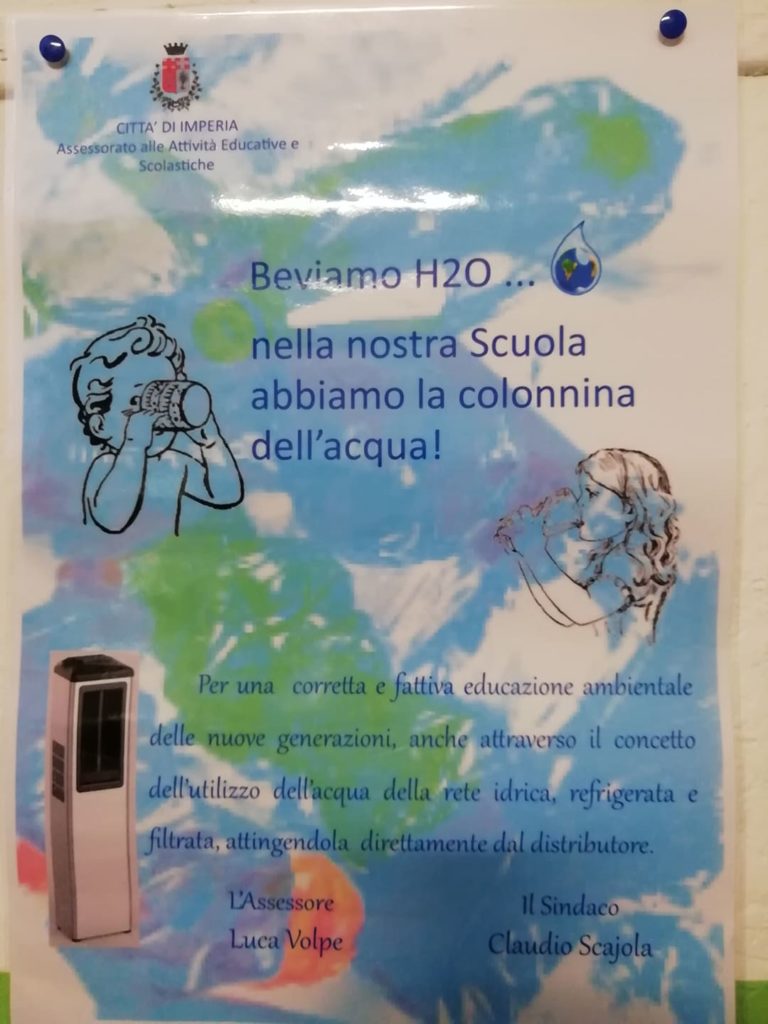 CITTA' DI IMPERIA
Assessorato alle Attività Educative e
Scolastiche
Beviamo H2O ...
nella nostra Scuola
abbiamo la colonnina
dell'acqua!
Per una corretta e fattiva educazione ambientale
delle nuove generazioni, anche attraverso il concetto
dell'utilizzo dell'acqua della rete idrica, refrigerata e
filtrata, attingendola direttamente dal distributore.
L'Assessore
Luca Volpe
Il Sindaco
Claudio Scajola